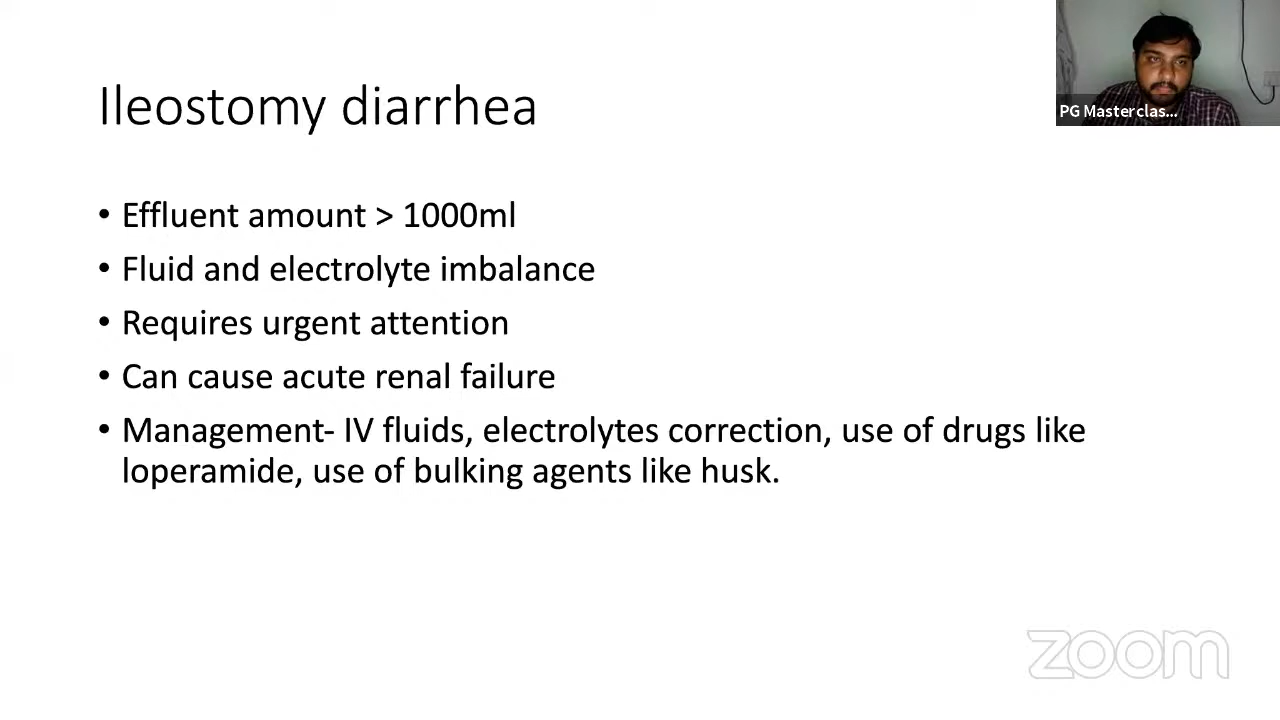 Ileostomy diarrhea
PG Masterclas...
• Effluent amount > 1000ml
• Fluid and electrolyte imbalance
• Requires urgent attention
• Can cause acute renal failure
• Management- IV fluids, electrolytes correction, use of drugs like
loperamide, use of bulking agents like husk.
zoom